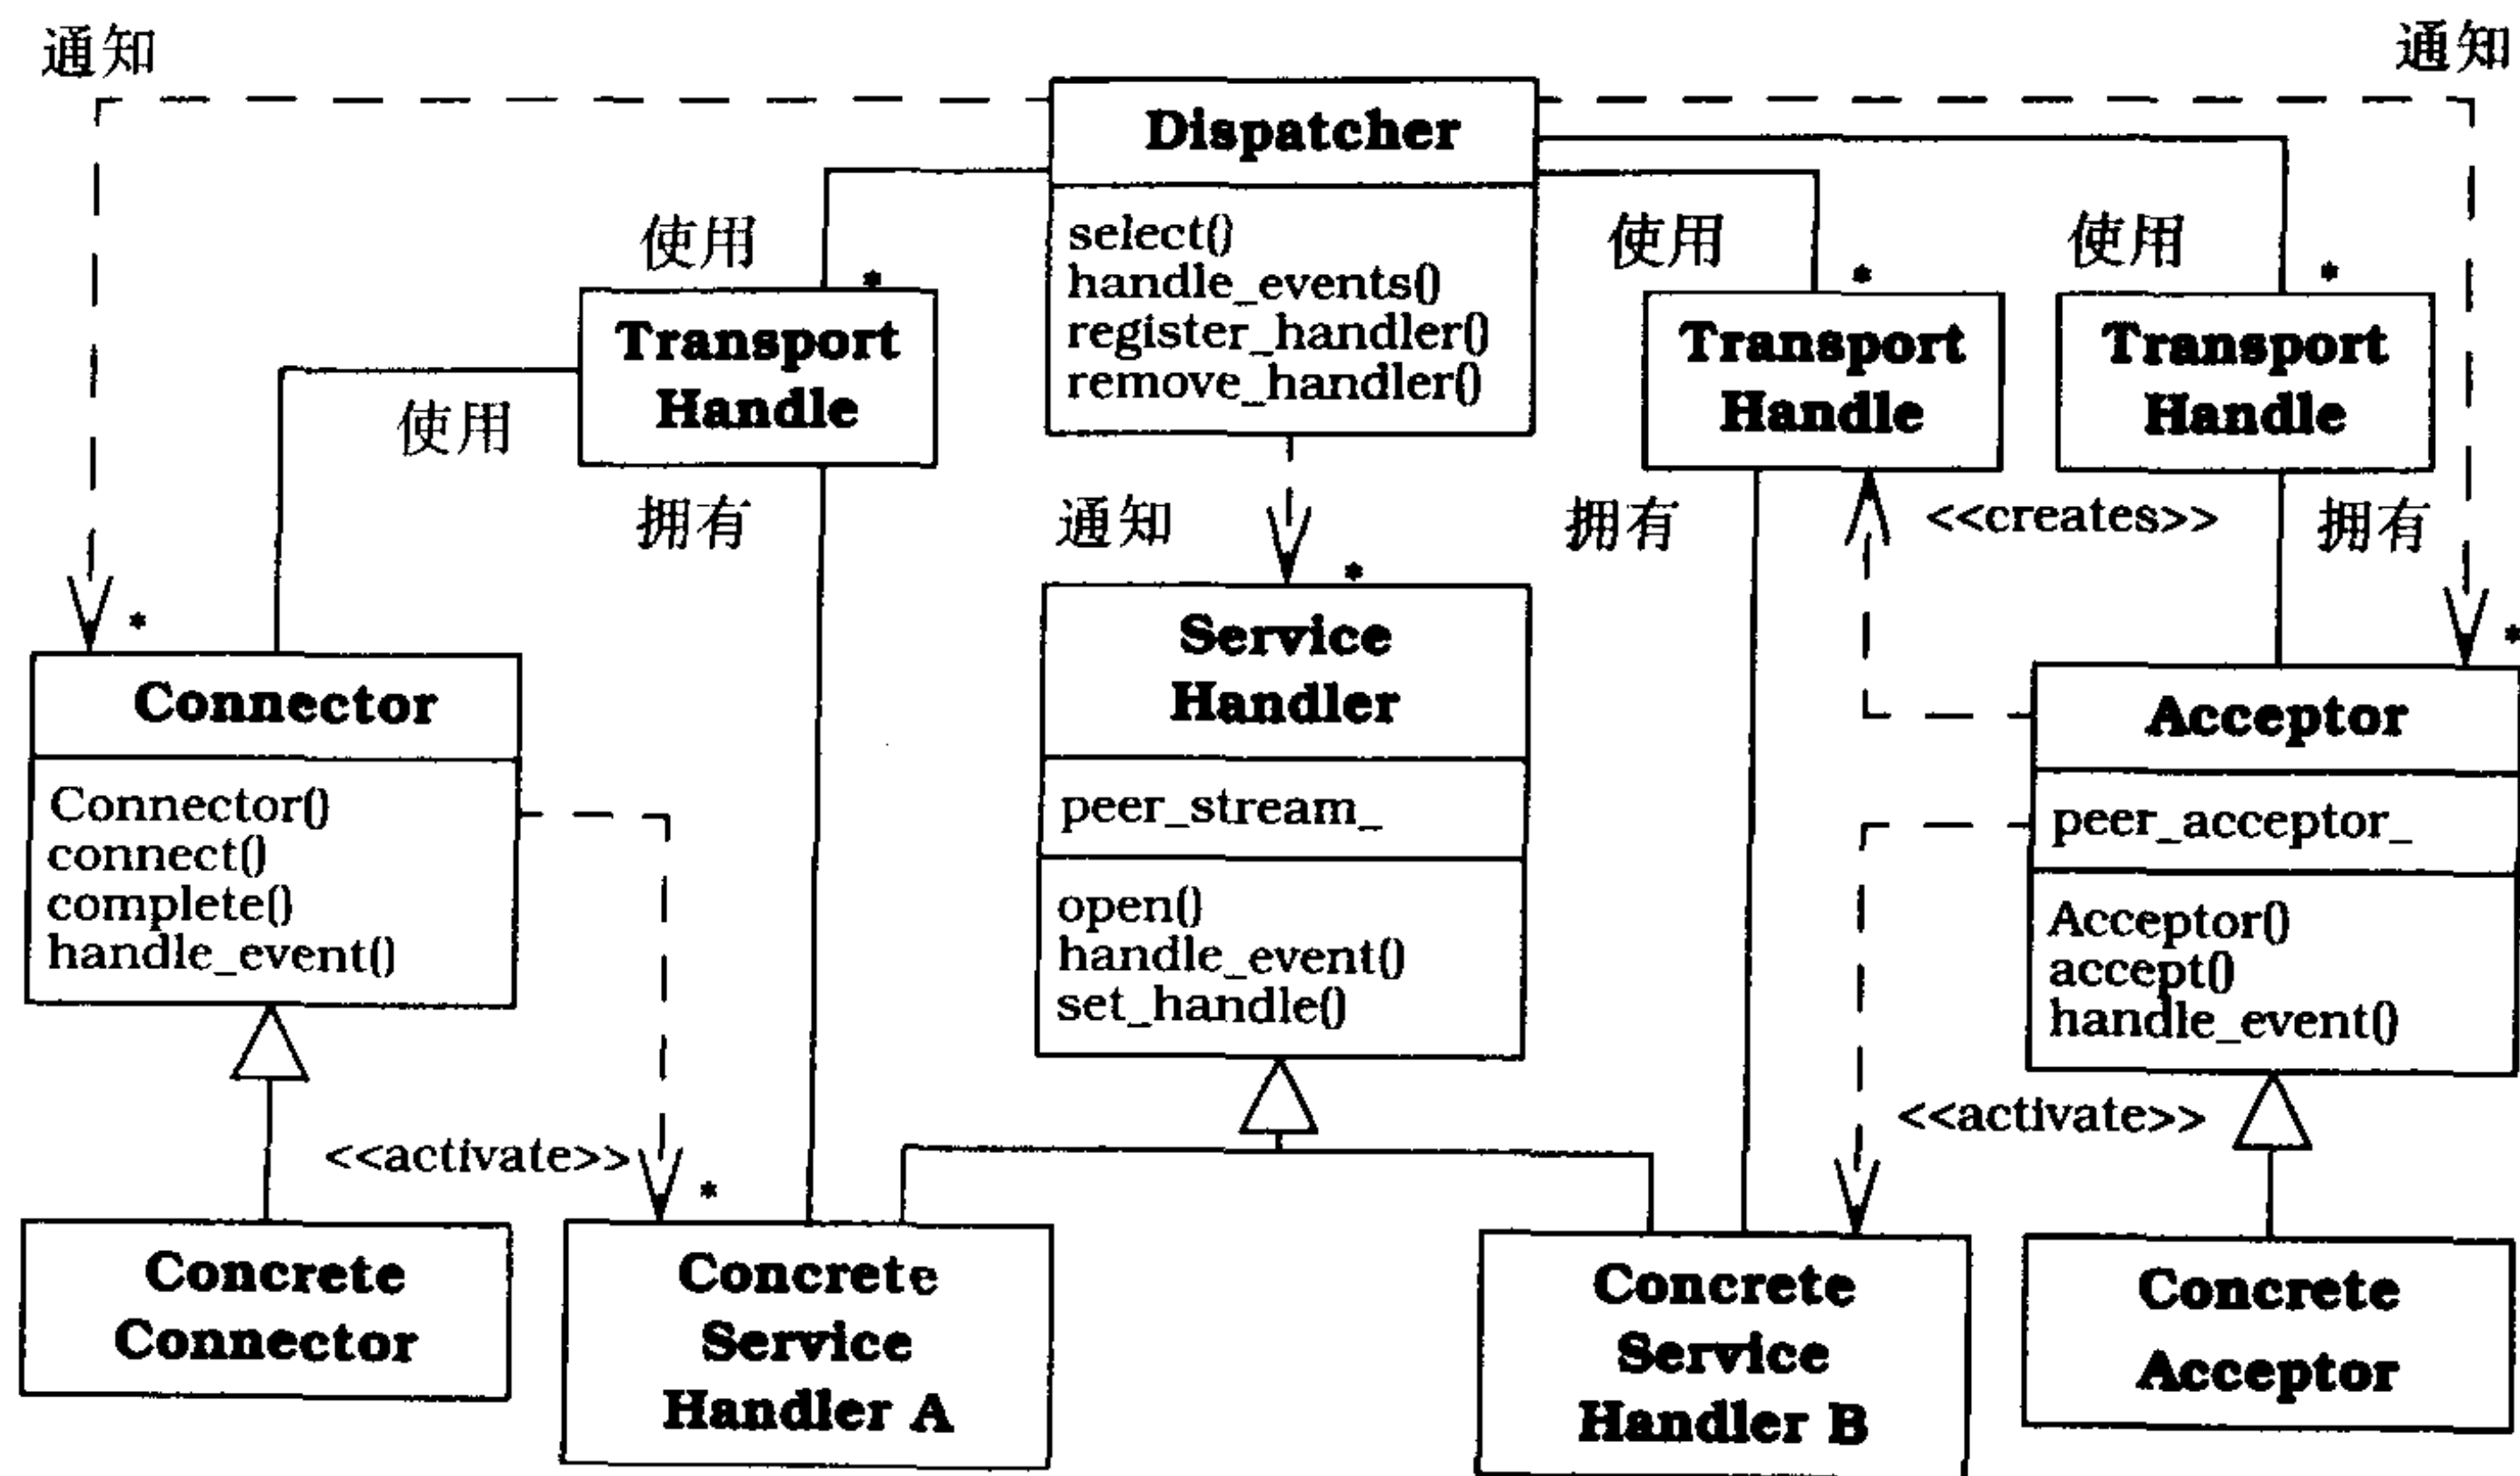 通知
通知
Dispatcher
select()
handle_events()
register_handler()
remove_handler()
使用
*
使用
*
使用
*
Transport
Handle
Transport
Handle
Transport
Handle
使用
拥有
通知
*
拥有
<<creates>>
拥有
*
*
Connector
Connector()
connect()
complete()
handle_event()
Service
Handler
peer_stream_
open()
handle_event()
set_handle()
Acceptor
peer_acceptor_
Acceptor()
accept()
handle_event()
<<activate>>
*
<<activate>>
Concrete
Connector
Concrete
Service
Handler A
Concrete
Service
Handler B
Concrete
Acceptor